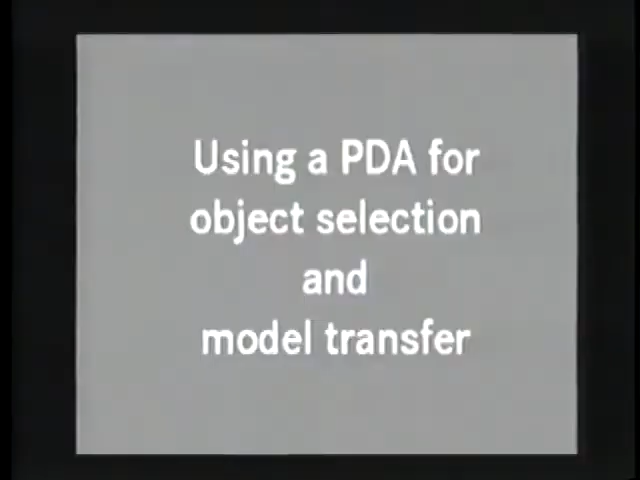 Using a PDA for
object selection
and
model transfer